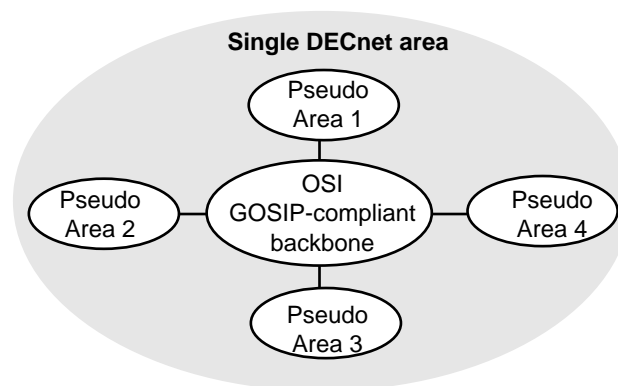 Single DECnet area
Pseudo
Area 1
OSI
GOSIP-compliant
backbone
Pseudo
Area 2
Pseudo
Area 4
Pseudo
Area 3